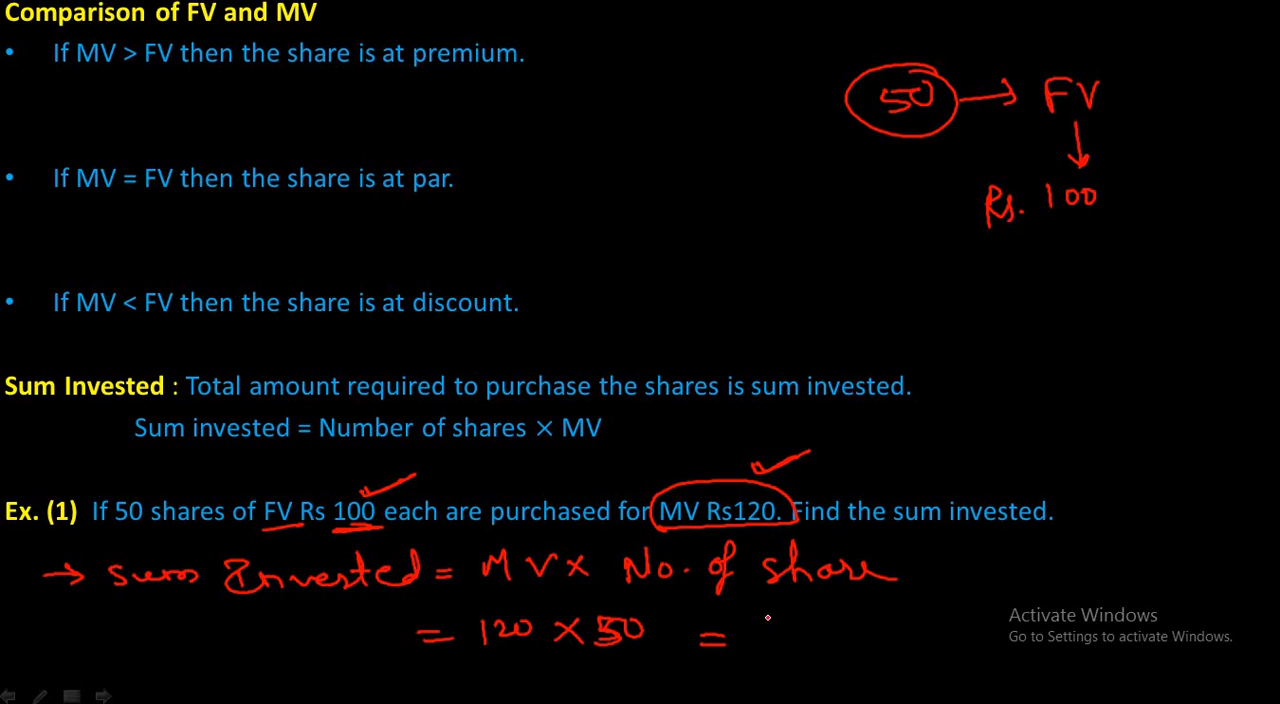 Comparison of FV and MV
• If MV > FV then the share is at premium.
50 → FV
↓
Rs. 100
• If MV = FV then the share is at par.
• If MV < FV then the share is at discount.
Sum Invested : Total amount required to purchase the shares is sum invested.
Sum invested = Number of shares × MV
Ex. (1) If 50 shares of FV Rs 100 each are purchased for MV Rs120. Find the sum invested.
→ Sum Invested = MV × No. of share
= 120 × 50 =
Activate Windows
Go to Settings to activate Windows.